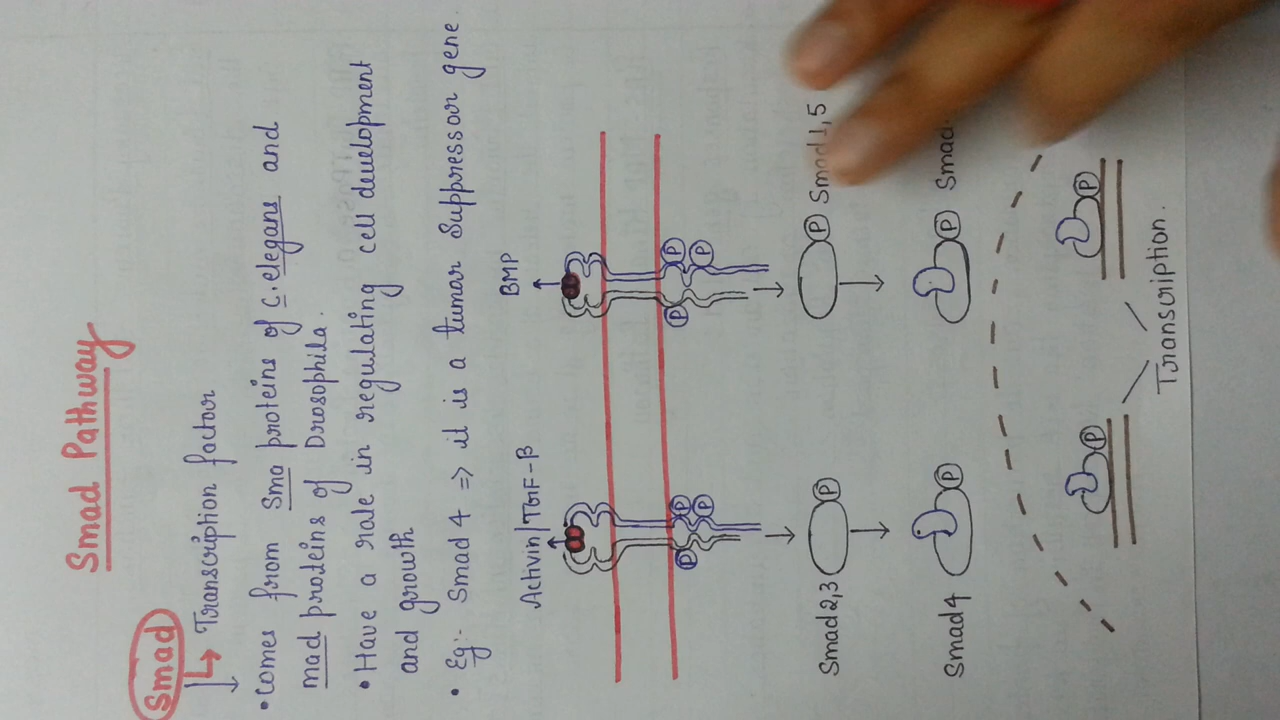 Smad Pathway
Smad
Transcription factor
• Comes from Sma proteins of C. elegans and
mad proteins of Drosophila.
• Have a role in regulating cell development
and growth
• Eg:- Smad 4 => it is a tumor suppressor gene
Activin/TGF-β BMP
P P P P P P
Smad 2,3 P P Smad 1,5
Smad 4 P P Smad
P P
Transcription.